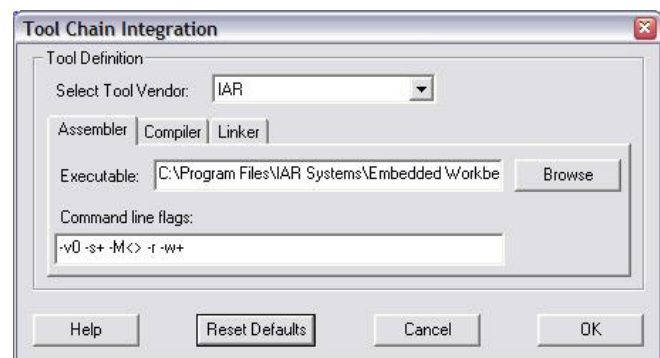 Tool Chain Integration
Tool Definition
Select Tool Vendor: IAR
Assembler Compiler Linker
Executable: C:\Program Files\IAR Systems\Embedded Workbe Browse
Command line flags:
-v0 -s+ -M<> -r -w+
Help Reset Defaults Cancel OK